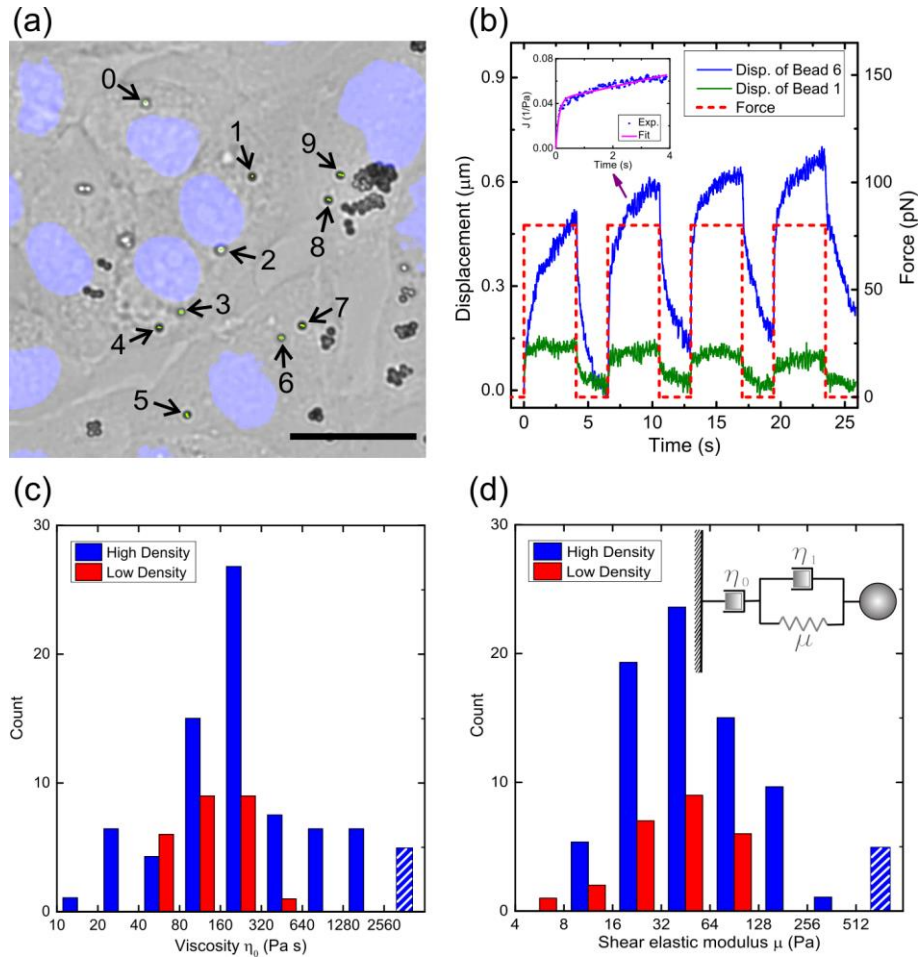 (a)
0
1
9
8
2
3
4
7
6
5
(b)
0.9
0.6
0.3
0.0
Displacement (μm)
0 5 10 15 20 25
Time (s)
150
100
50
0
Force (pN)
Disp. of Bead 6
Disp. of Bead 1
Force
0.08
0.04
0.00
J (1/Pa)
0 2 4
Time (s)
Exp.
Fit
(c)
30
20
10
0
Count
High Density
Low Density
10 20 40 80 160 320 640 1280 2560
Viscosity η₀ (Pa s)
(d)
30
20
10
0
Count
High Density
Low Density
η₀
η₁
μ
4 8 16 32 64 128 256 512
Shear elastic modulus μ (Pa)